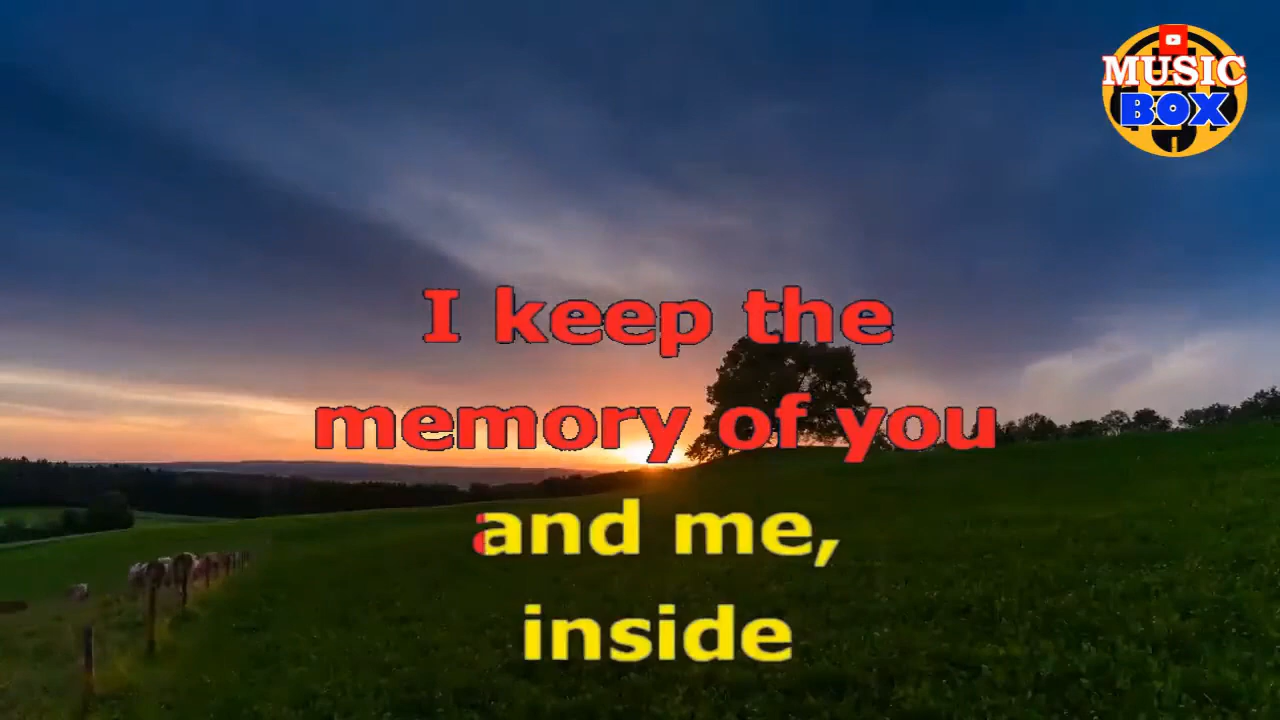 MUSIC
BOX
I keep the
memory of you
and me,
inside